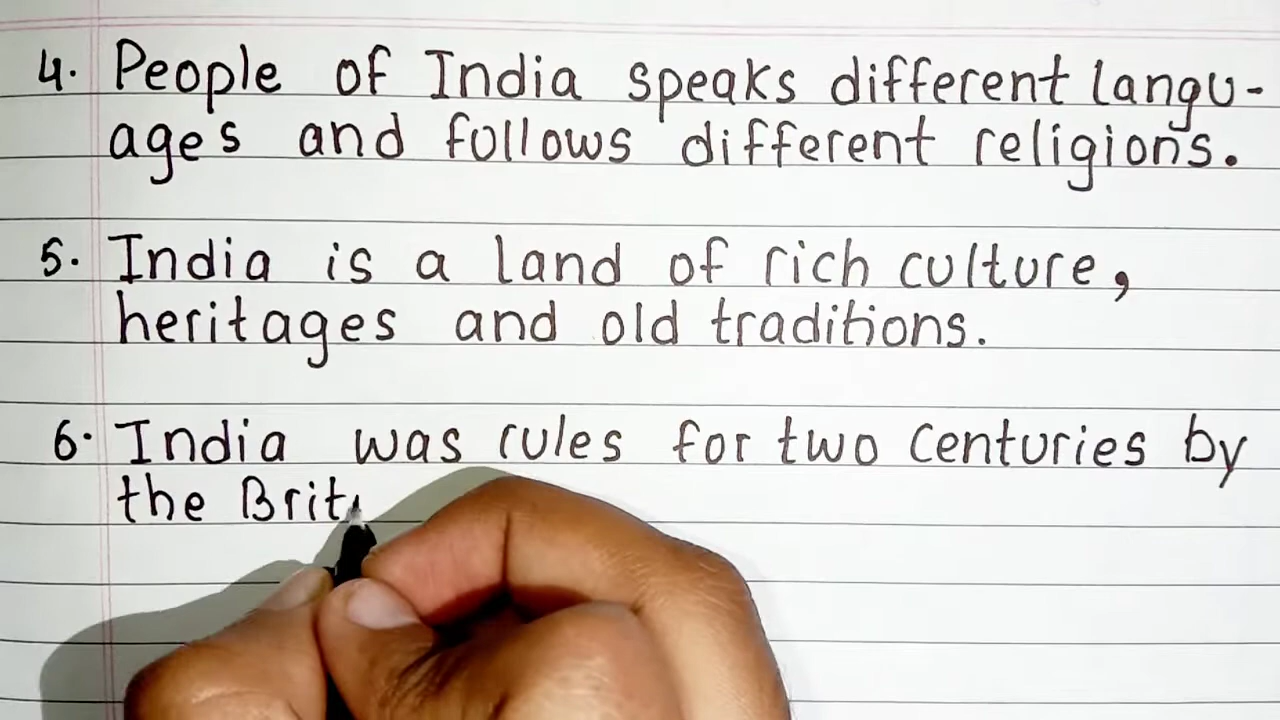 4. People of India speaks different langu-
ages and follows different religions.
5. India is a land of rich culture,
heritages and old traditions.
6. India was rules for two centuries by
the Brit